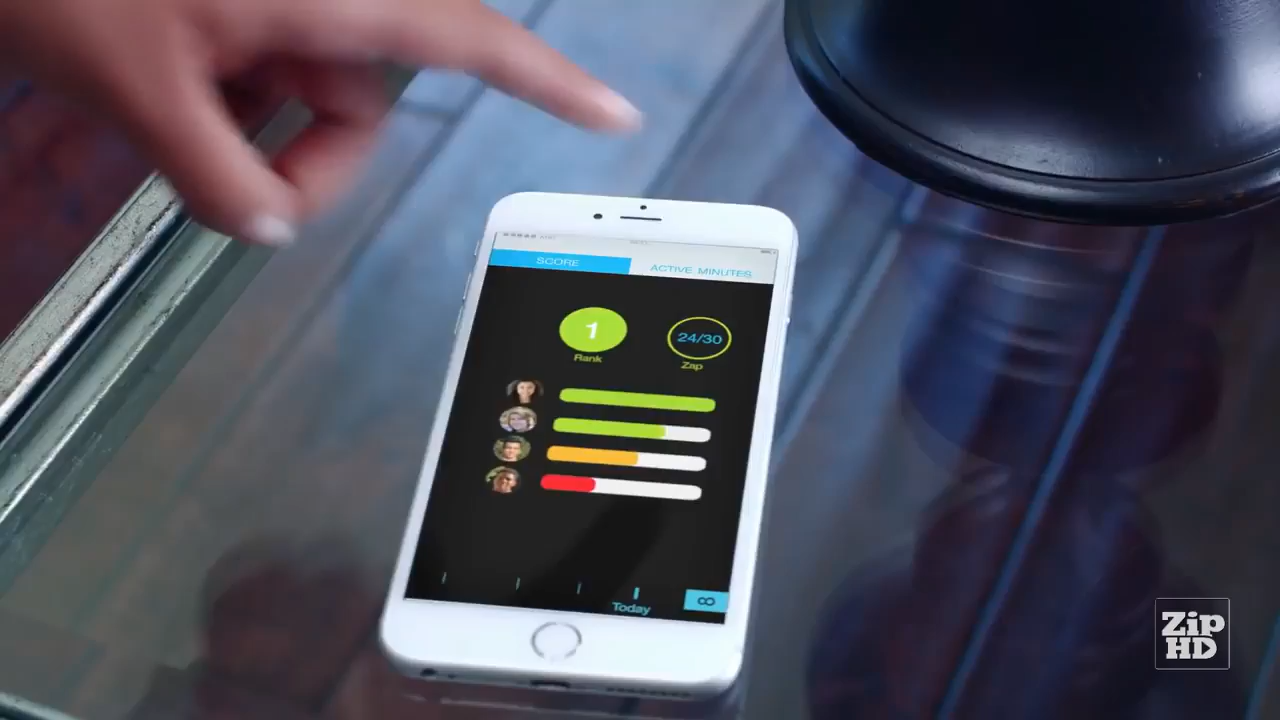 SCORE
ACTIVE MINUTES
1
24/30
Rank
Zap
Today
Zip
HD